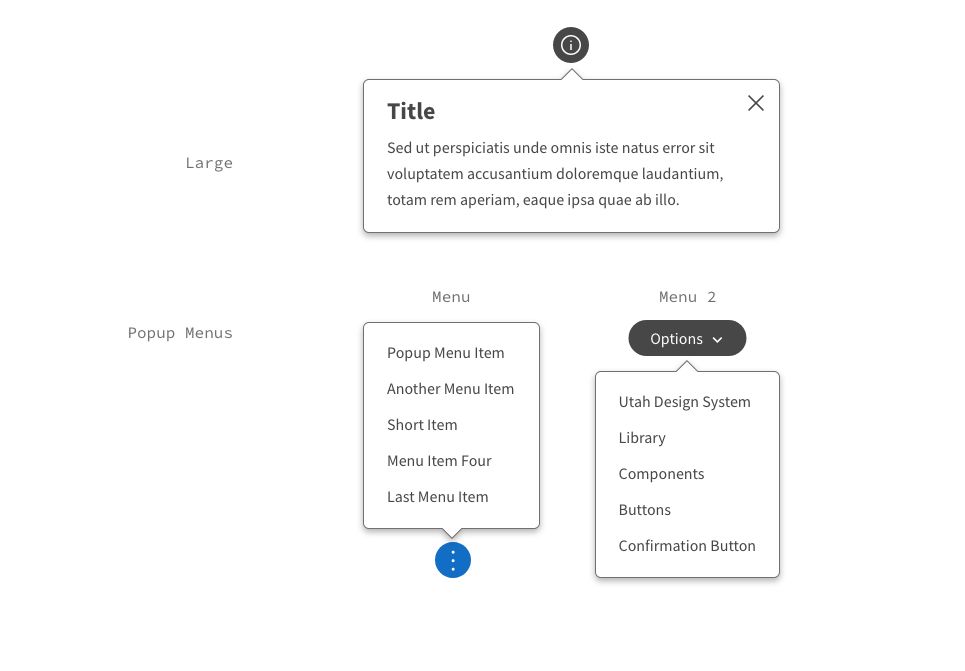 Large
Title
Sed ut perspiciatis unde omnis iste natus error sit
voluptatem accusantium doloremque laudantium,
totam rem aperiam, eaque ipsa quae ab illo.
Popup Menus
Menu
Popup Menu Item
Another Menu Item
Short Item
Menu Item Four
Last Menu Item
Menu 2
Options
Utah Design System
Library
Components
Buttons
Confirmation Button